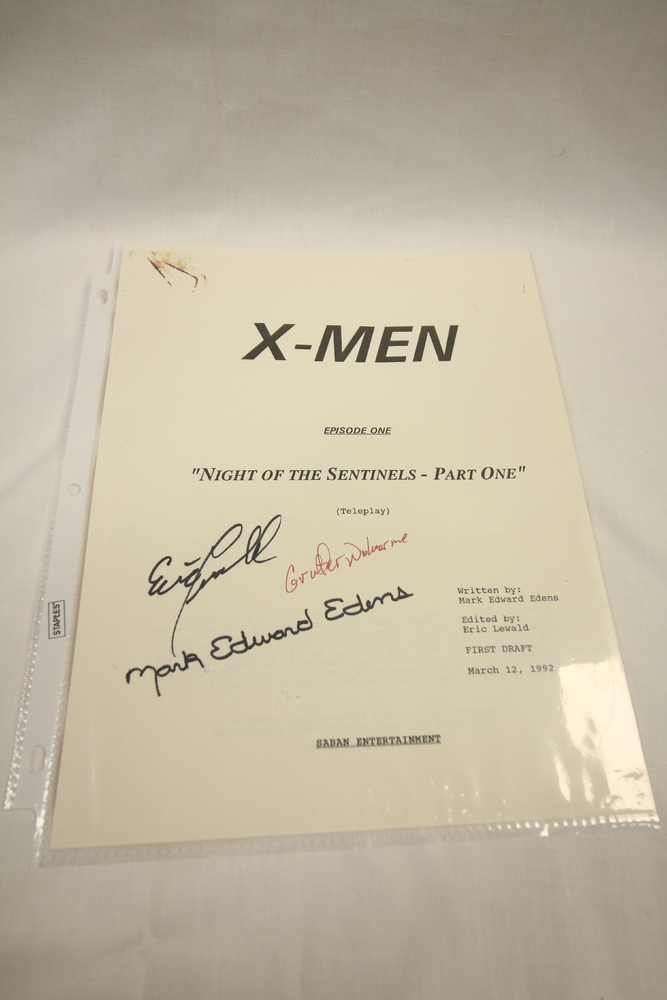 X-MEN
EPISODE ONE
"NIGHT OF THE SENTINELS - PART ONE"
(Teleplay)
Mark Edward Edens
Written by:
Mark Edward Edens
Edited by:
Eric Lewald
FIRST DRAFT
March 12, 1992
SABAN ENTERTAINMENT
STAPLES